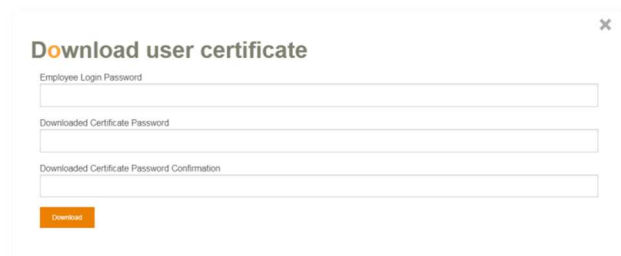 Download user certificate
Employee Login Password
Downloaded Certificate Password
Downloaded Certificate Password Confirmation
Download